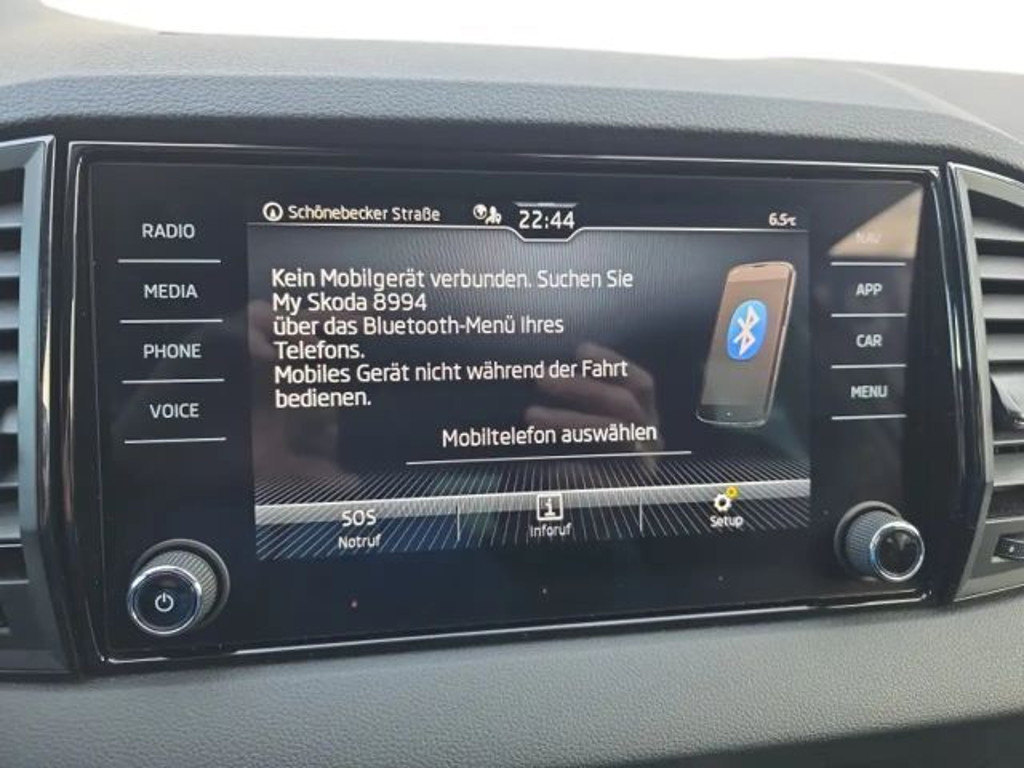 Schönebecker Straße 22:44 6.5°C
RADIO
MEDIA
PHONE
VOICE
Kein Mobilgerät verbunden. Suchen Sie
My Skoda 8994
über das Bluetooth-Menü Ihres
Telefons.
Mobiles Gerät nicht während der Fahrt
bedienen.
Mobiltelefon auswählen
SOS
Notruf
i
Inforuf
Setup
NAV
APP
CAR
MENU